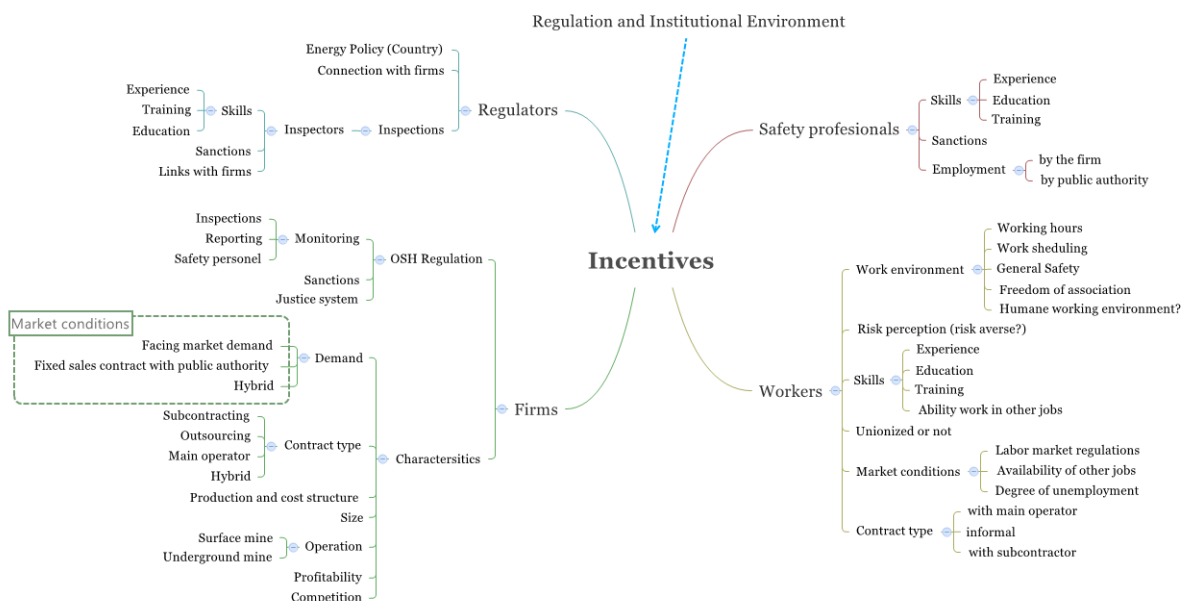 Regulation and Institutional Environment
Incentives
Regulators
Energy Policy (Country)
Connection with firms
Inspections
Inspectors
Skills
Experience
Training
Education
Sanctions
Links with firms
Safety profesionals
Skills
Experience
Education
Training
Sanctions
Employment
by the firm
by public authority
Firms
OSH Regulation
Monitoring
Inspections
Reporting
Safety personel
Sanctions
Justice system
Charactersitics
Demand
Market conditions
Facing market demand
Fixed sales contract with public authority
Hybrid
Contract type
Subcontracting
Outsourcing
Main operator
Hybrid
Production and cost structure
Size
Operation
Surface mine
Underground mine
Profitability
Competition
Workers
Work environment
Working hours
Work sheduling
General Safety
Freedom of association
Humane working environment?
Risk perception (risk averse?)
Skills
Experience
Education
Training
Ability work in other jobs
Unionized or not
Market conditions
Labor market regulations
Availability of other jobs
Degree of unemployment
Contract type
with main operator
informal
with subcontractor